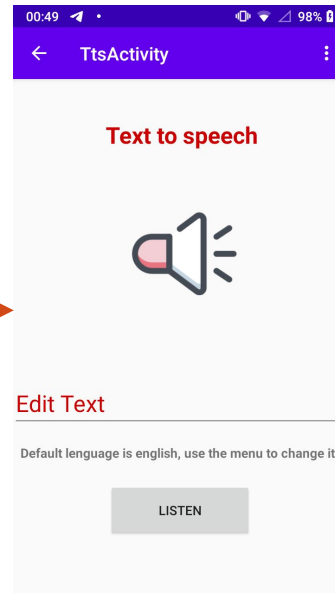 00:49 98%
TtsActivity
Text to speech
Edit Text
Default lenguage is english, use the menu to change it
LISTEN